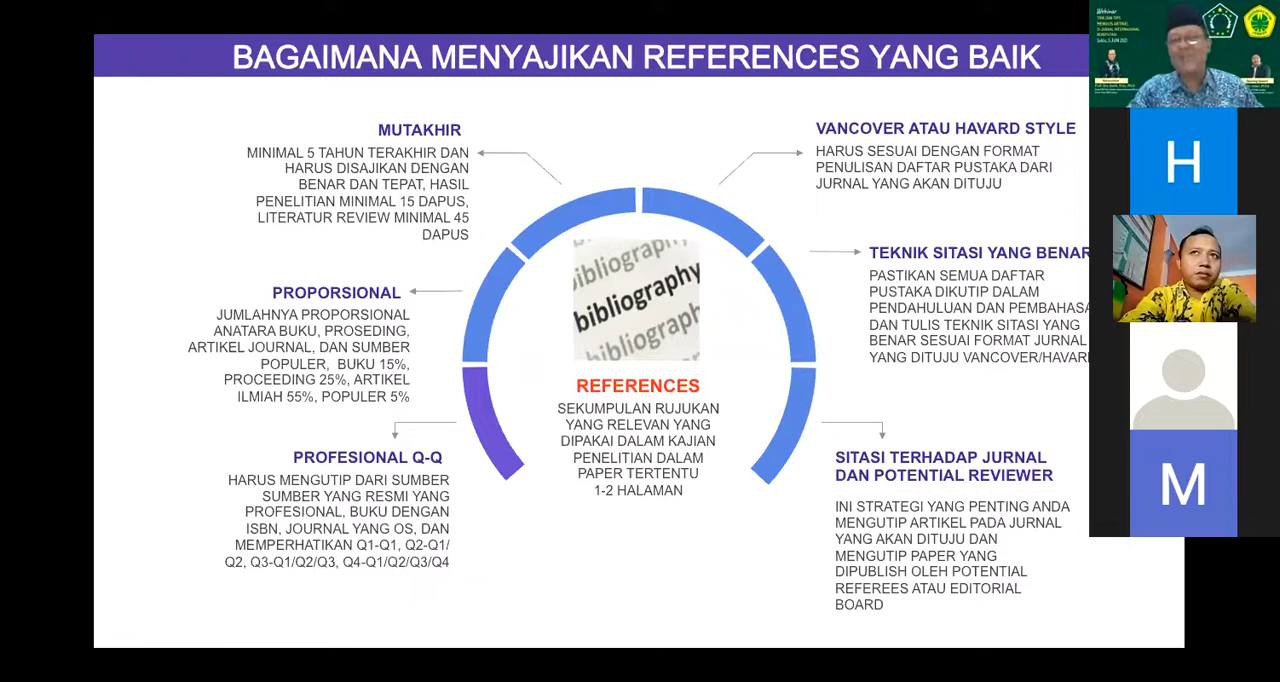 BAGAIMANA MENYAJIKAN REFERENCES YANG BAIK
MUTAKHIR
MINIMAL 5 TAHUN TERAKHIR DAN
HARUS DISAJIKAN DENGAN
BENAR DAN TEPAT, HASIL
PENELITIAN MINIMAL 15 DAPUS,
LITERATUR REVIEW MINIMAL 45
DAPUS
PROPORSIONAL
JUMLAHNYA PROPORSIONAL
ANATARA BUKU, PROSEDING,
ARTIKEL JOURNAL, DAN SUMBER
POPULER, BUKU 15%,
PROCEEDING 25%, ARTIKEL
ILMIAH 55%, POPULER 5%
PROFESIONAL Q-Q
HARUS MENGUTIP DARI SUMBER
SUMBER YANG RESMI YANG
PROFESIONAL, BUKU DENGAN
ISBN, JOURNAL YANG OS, DAN
MEMPERHATIKAN Q1-Q1, Q2-Q1/
Q2, Q3-Q1/Q2/Q3, Q4-Q1/Q2/Q3/Q4
bibliography
bibliography
bibliography
REFERENCES
SEKUMPULAN RUJUKAN
YANG RELEVAN YANG
DIPAKAI DALAM KAJIAN
PENELITIAN DALAM
PAPER TERTENTU
1-2 HALAMAN
VANCOVER ATAU HAVARD STYLE
HARUS SESUAI DENGAN FORMAT
PENULISAN DAFTAR PUSTAKA DARI
JURNAL YANG AKAN DITUJU
TEKNIK SITASI YANG BENAR
PASTIKAN SEMUA DAFTAR
PUSTAKA DIKUTIP DALAM
PENDAHULUAN DAN PEMBAHASA
DAN TULIS TEKNIK SITASI YANG
BENAR SESUAI FORMAT JURNAL
YANG DITUJU VANCOVER/HAVAR
SITASI TERHADAP JURNAL
DAN POTENTIAL REVIEWER
INI STRATEGI YANG PENTING ANDA
MENGUTIP ARTIKEL PADA JURNAL
YANG AKAN DITUJU DAN
MENGUTIP PAPER YANG
DIPUBLISH OLEH POTENTIAL
REFEREES ATAU EDITORIAL
BOARD
Webinar
H
M